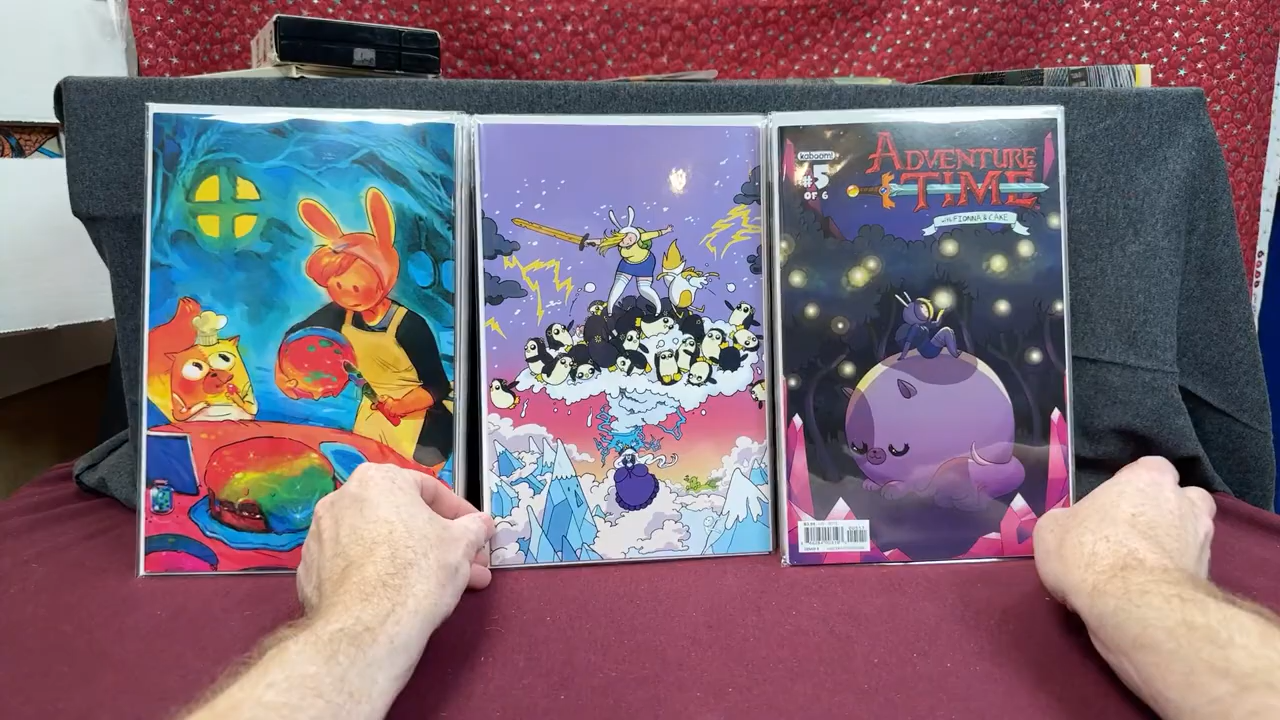 kaboom!
#5
OF 6
ADVENTURE
TIME
with FIONNA & CAKE